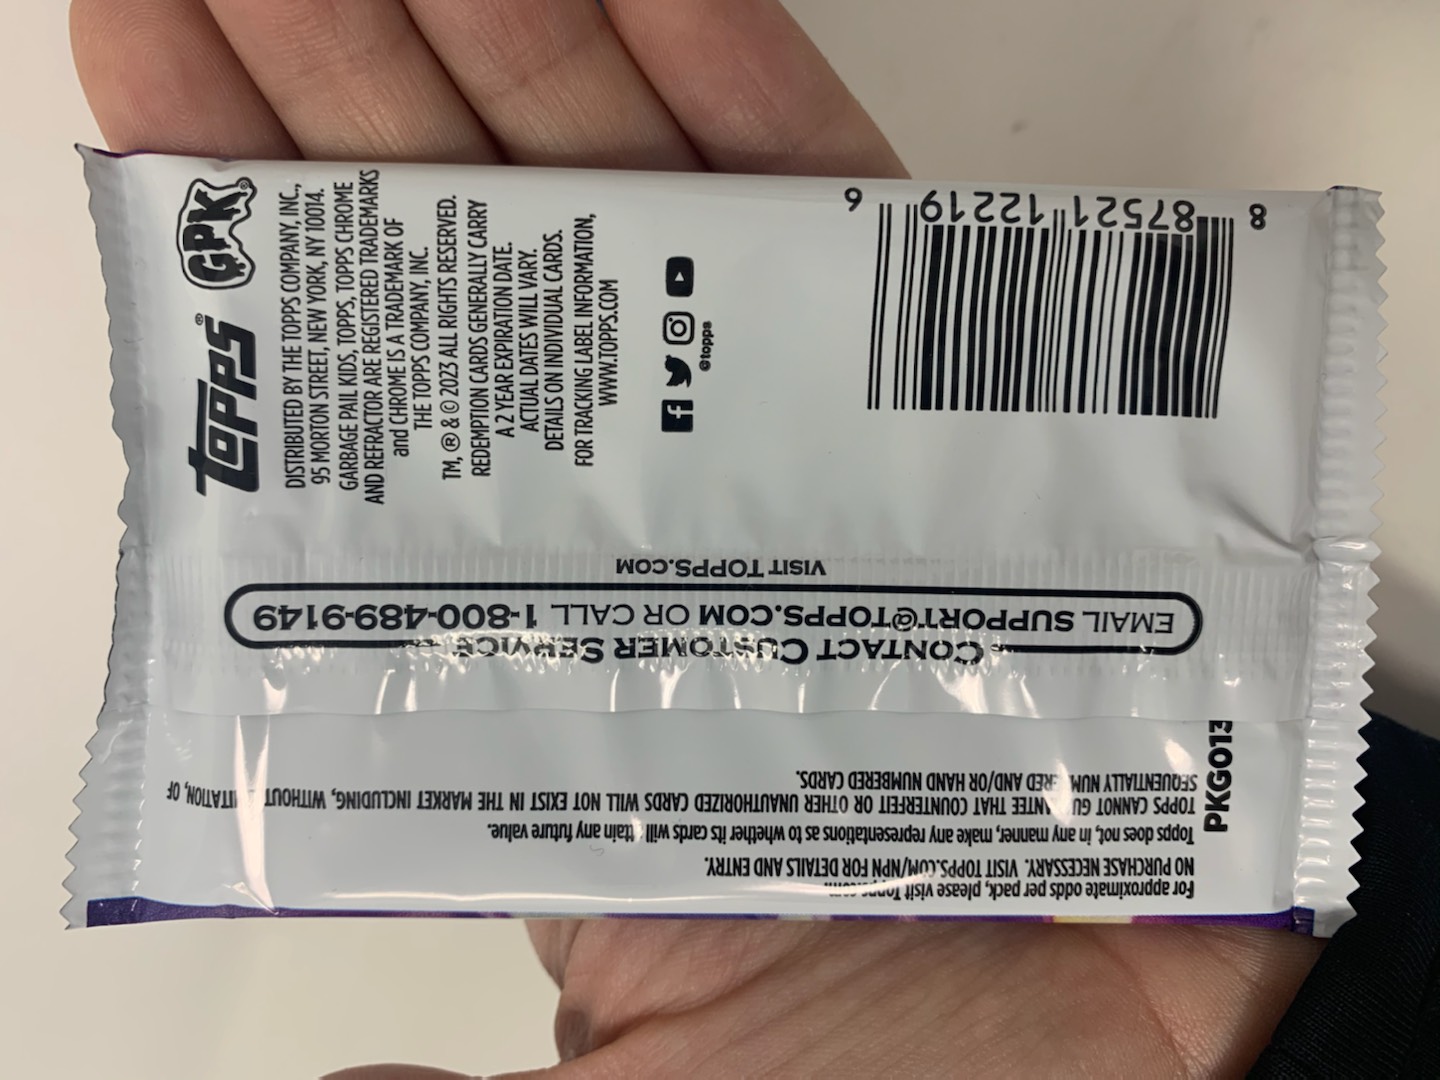 topps®
GPK®
DISTRIBUTED BY THE TOPPS COMPANY, INC.,
95 MORTON STREET, NEW YORK, NY 10014.
GARBAGE PAIL KIDS, TOPPS, TOPPS CHROME
AND REFRACTOR ARE REGISTERED TRADEMARKS
and CHROME IS A TRADEMARK OF
THE TOPPS COMPANY, INC.
TM, ® & © 2023 ALL RIGHTS RESERVED.
REDEMPTION CARDS GENERALLY CARRY
A 2 YEAR EXPIRATION DATE.
ACTUAL DATES WILL VARY.
DETAILS ON INDIVIDUAL CARDS.
FOR TRACKING LABEL INFORMATION,
WWW.TOPPS.COM
@topps
8 87521 12219 6
For approximate odds per pack, please visit Topps.com.
NO PURCHASE NECESSARY. VISIT TOPPS.COM/NPN FOR DETAILS AND ENTRY.
Topps does not, in any manner, make any representations as to whether its cards will attain any future value.
TOPPS CANNOT GUARANTEE THAT COUNTERFEIT OR OTHER UNAUTHORIZED CARDS WILL NOT EXIST IN THE MARKET INCLUDING, WITHOUT LIMITATION, OF
SEQUENTIALLY NUMBERED AND/OR HAND NUMBERED CARDS.
PKG013
CONTACT CUSTOMER SERVICE
EMAIL SUPPORT@TOPPS.COM OR CALL 1-800-489-9149
VISIT TOPPS.COM